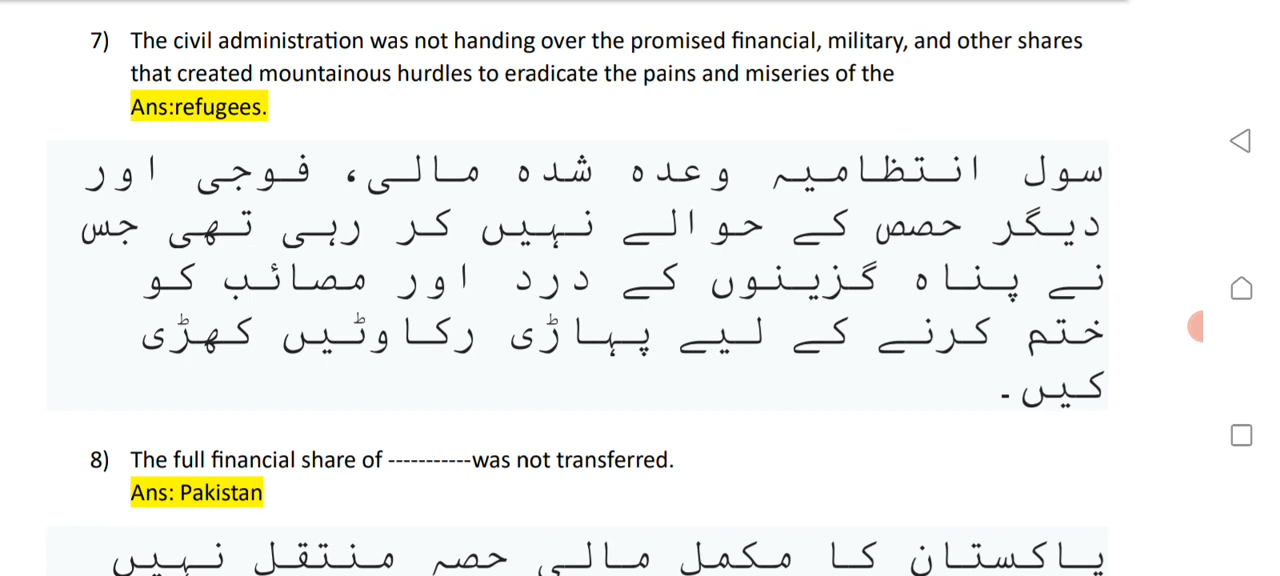 7) The civil administration was not handing over the promised financial, military, and other shares
that created mountainous hurdles to eradicate the pains and miseries of the
Ans:refugees.
سول انتظامیہ وعدہ شدہ مالی، فوجی اور
دیگر حصص کے حوالے نہیں کر رہی تھی جس
نے پناہ گزینوں کے درد اور مصائب کو
ختم کرنے کے لیے پہاڑی رکاوٹیں کھڑی
کیں۔
8) The full financial share of -----------was not transferred.
Ans: Pakistan
پاکستان کا مکمل مالی حصہ منتقل نہیں